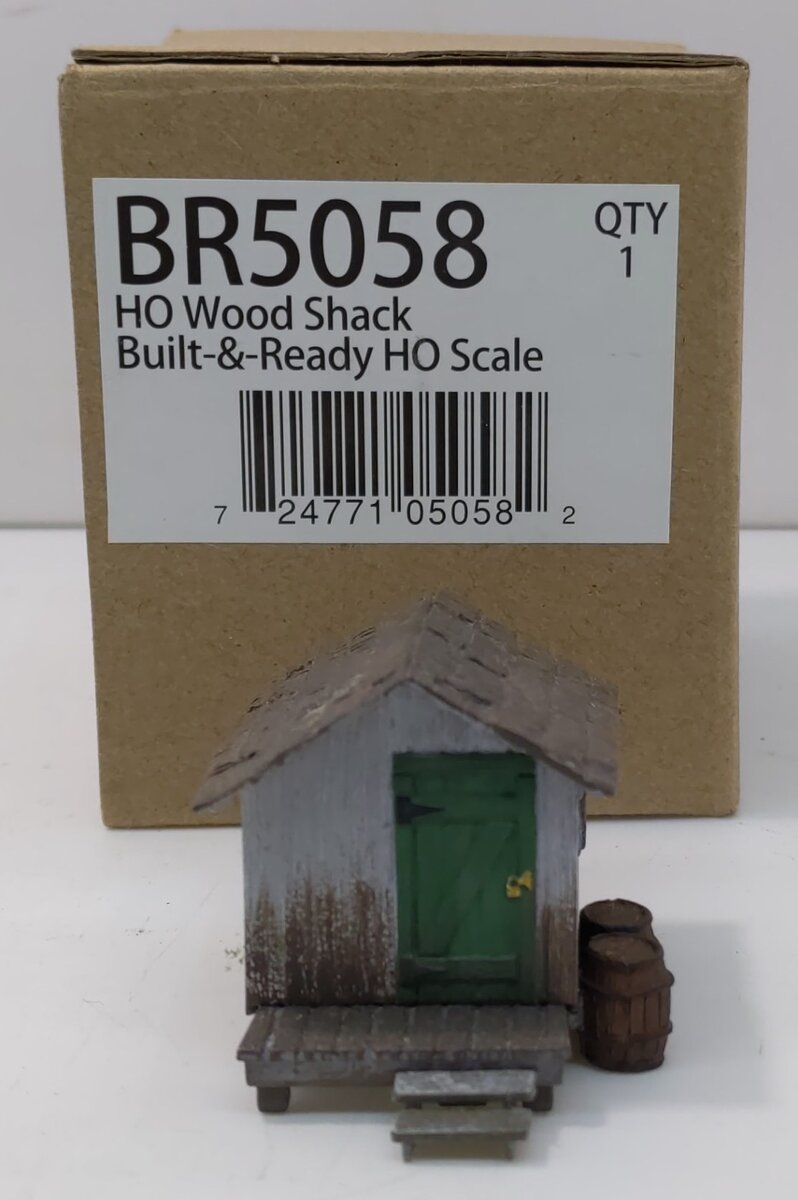 BR5058
QTY
1
HO Wood Shack
Built-&-Ready HO Scale
7 24771 05058 2